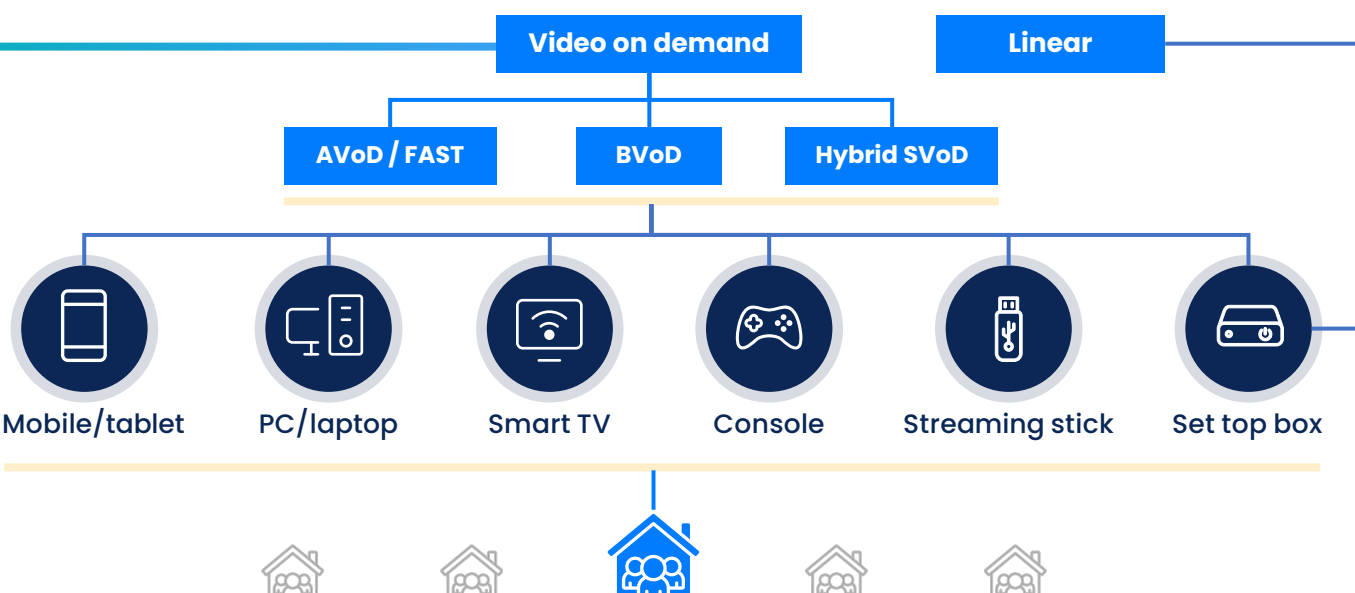 Video on demand
Linear
AVoD / FAST
BVoD
Hybrid SVoD
Mobile/tablet
PC/laptop
Smart TV
Console
Streaming stick
Set top box